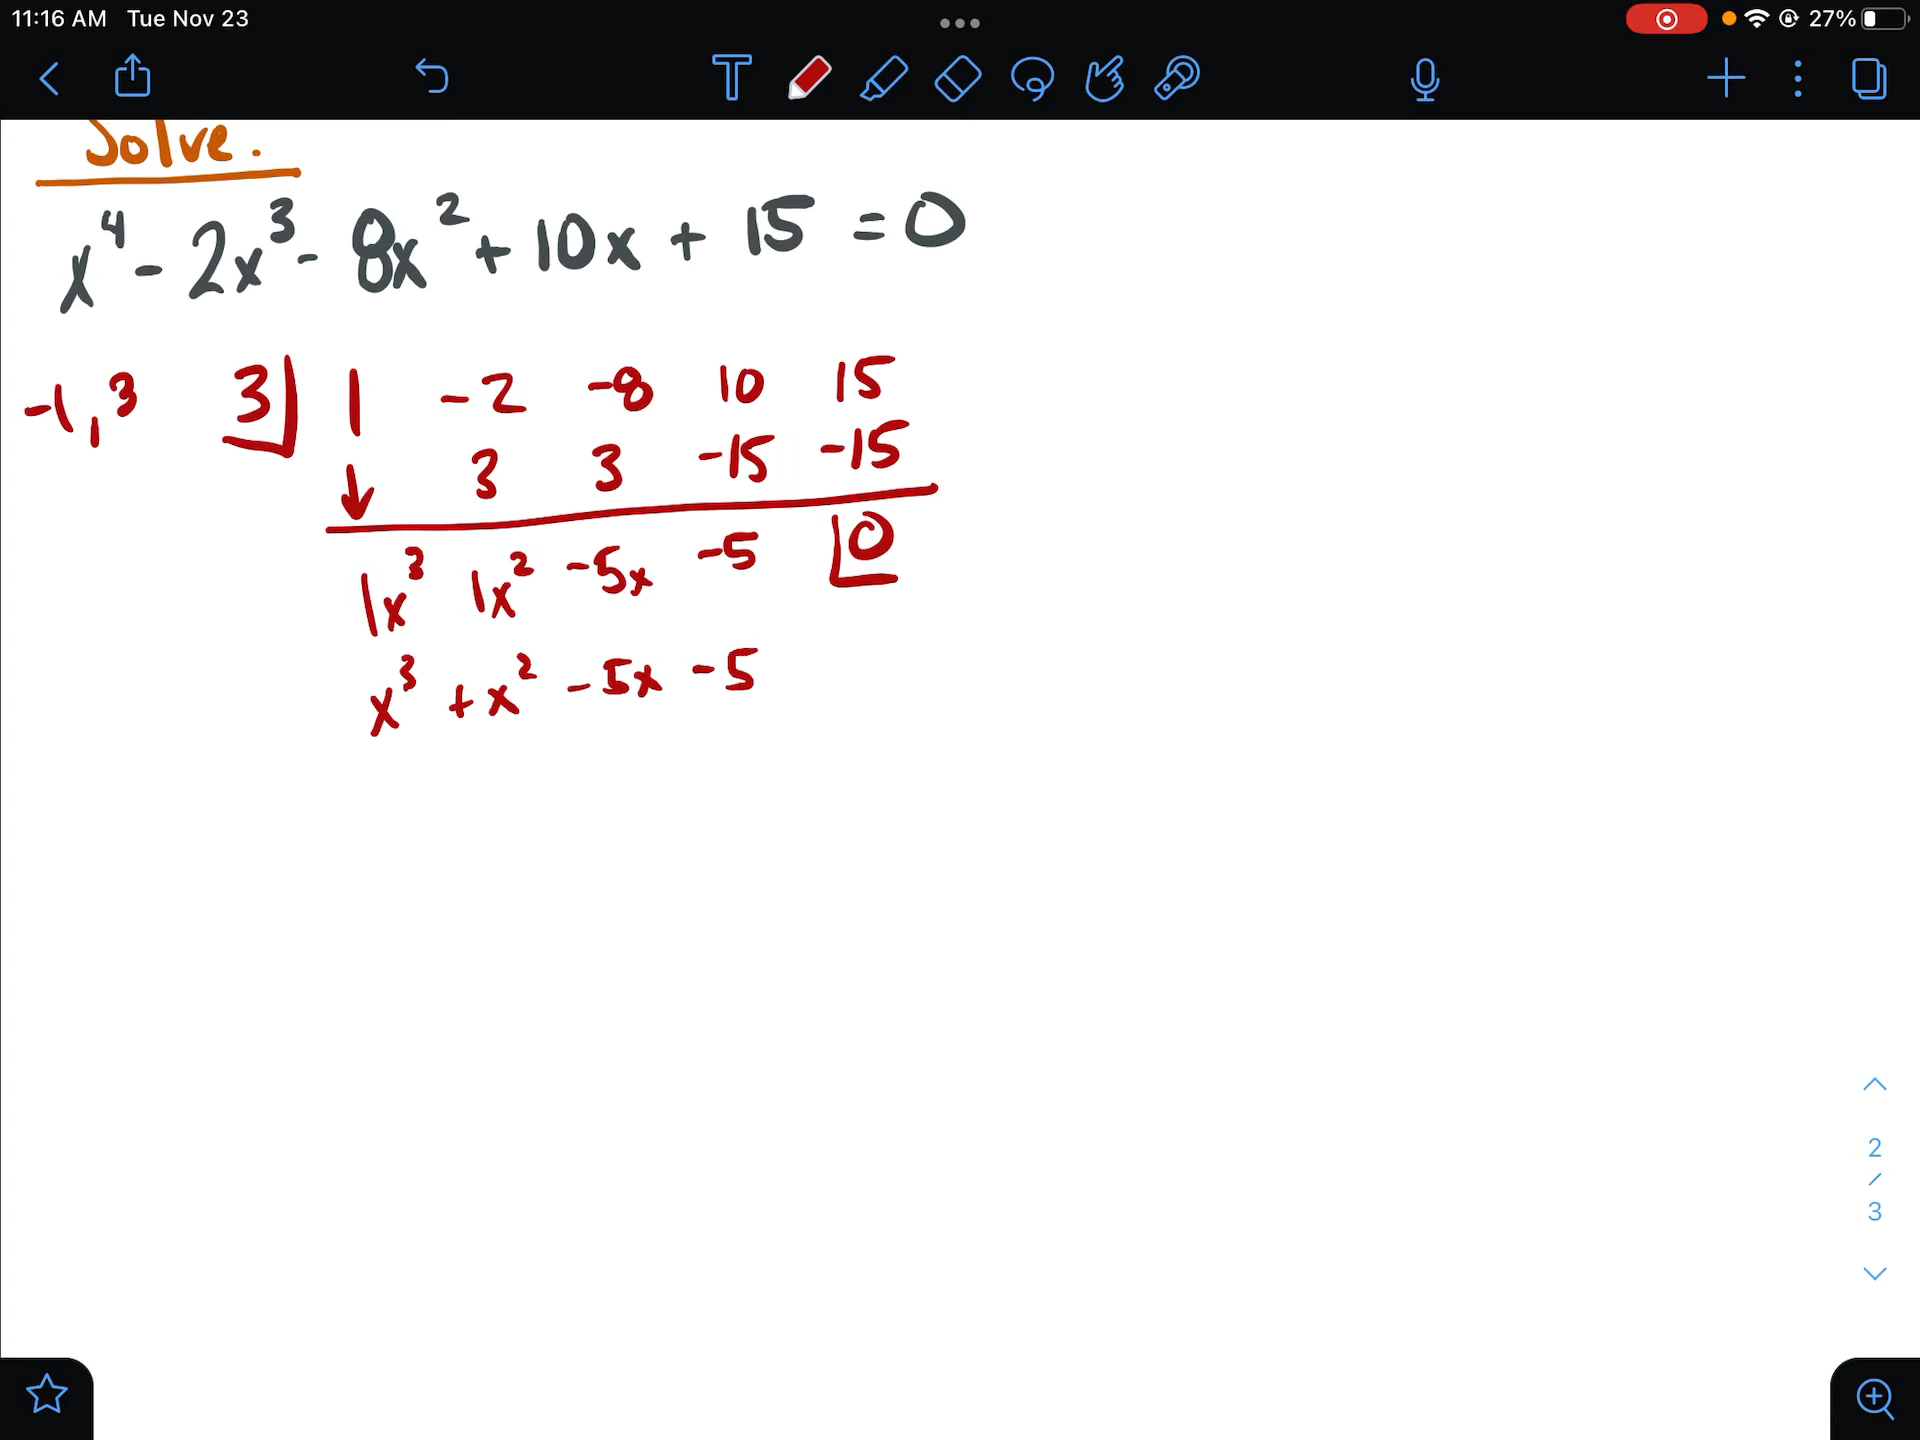 11:16 AM Tue Nov 23
27%
T
Solve.
x⁴ - 2x³ - 8x² + 10x + 15 = 0
-1, 3 3 1 -2 -8 10 15
3 3 -15 -15
1x³ 1x² -5x -5 0
x³ + x² - 5x - 5
2
/
3